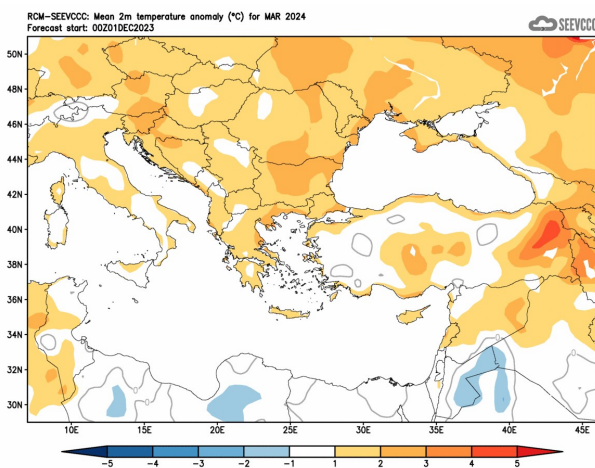 RCM-SEEVCCC: Mean 2m temperature anomaly (°C) for MAR 2024
Forecast start: 00Z01DEC2023
SEEVCCC
50N
48N
46N
44N
42N
40N
38N
36N
34N
32N
30N
10E 15E 20E 25E 30E 35E 40E 45E
-5 -4 -3 -2 -1 1 2 3 4 5